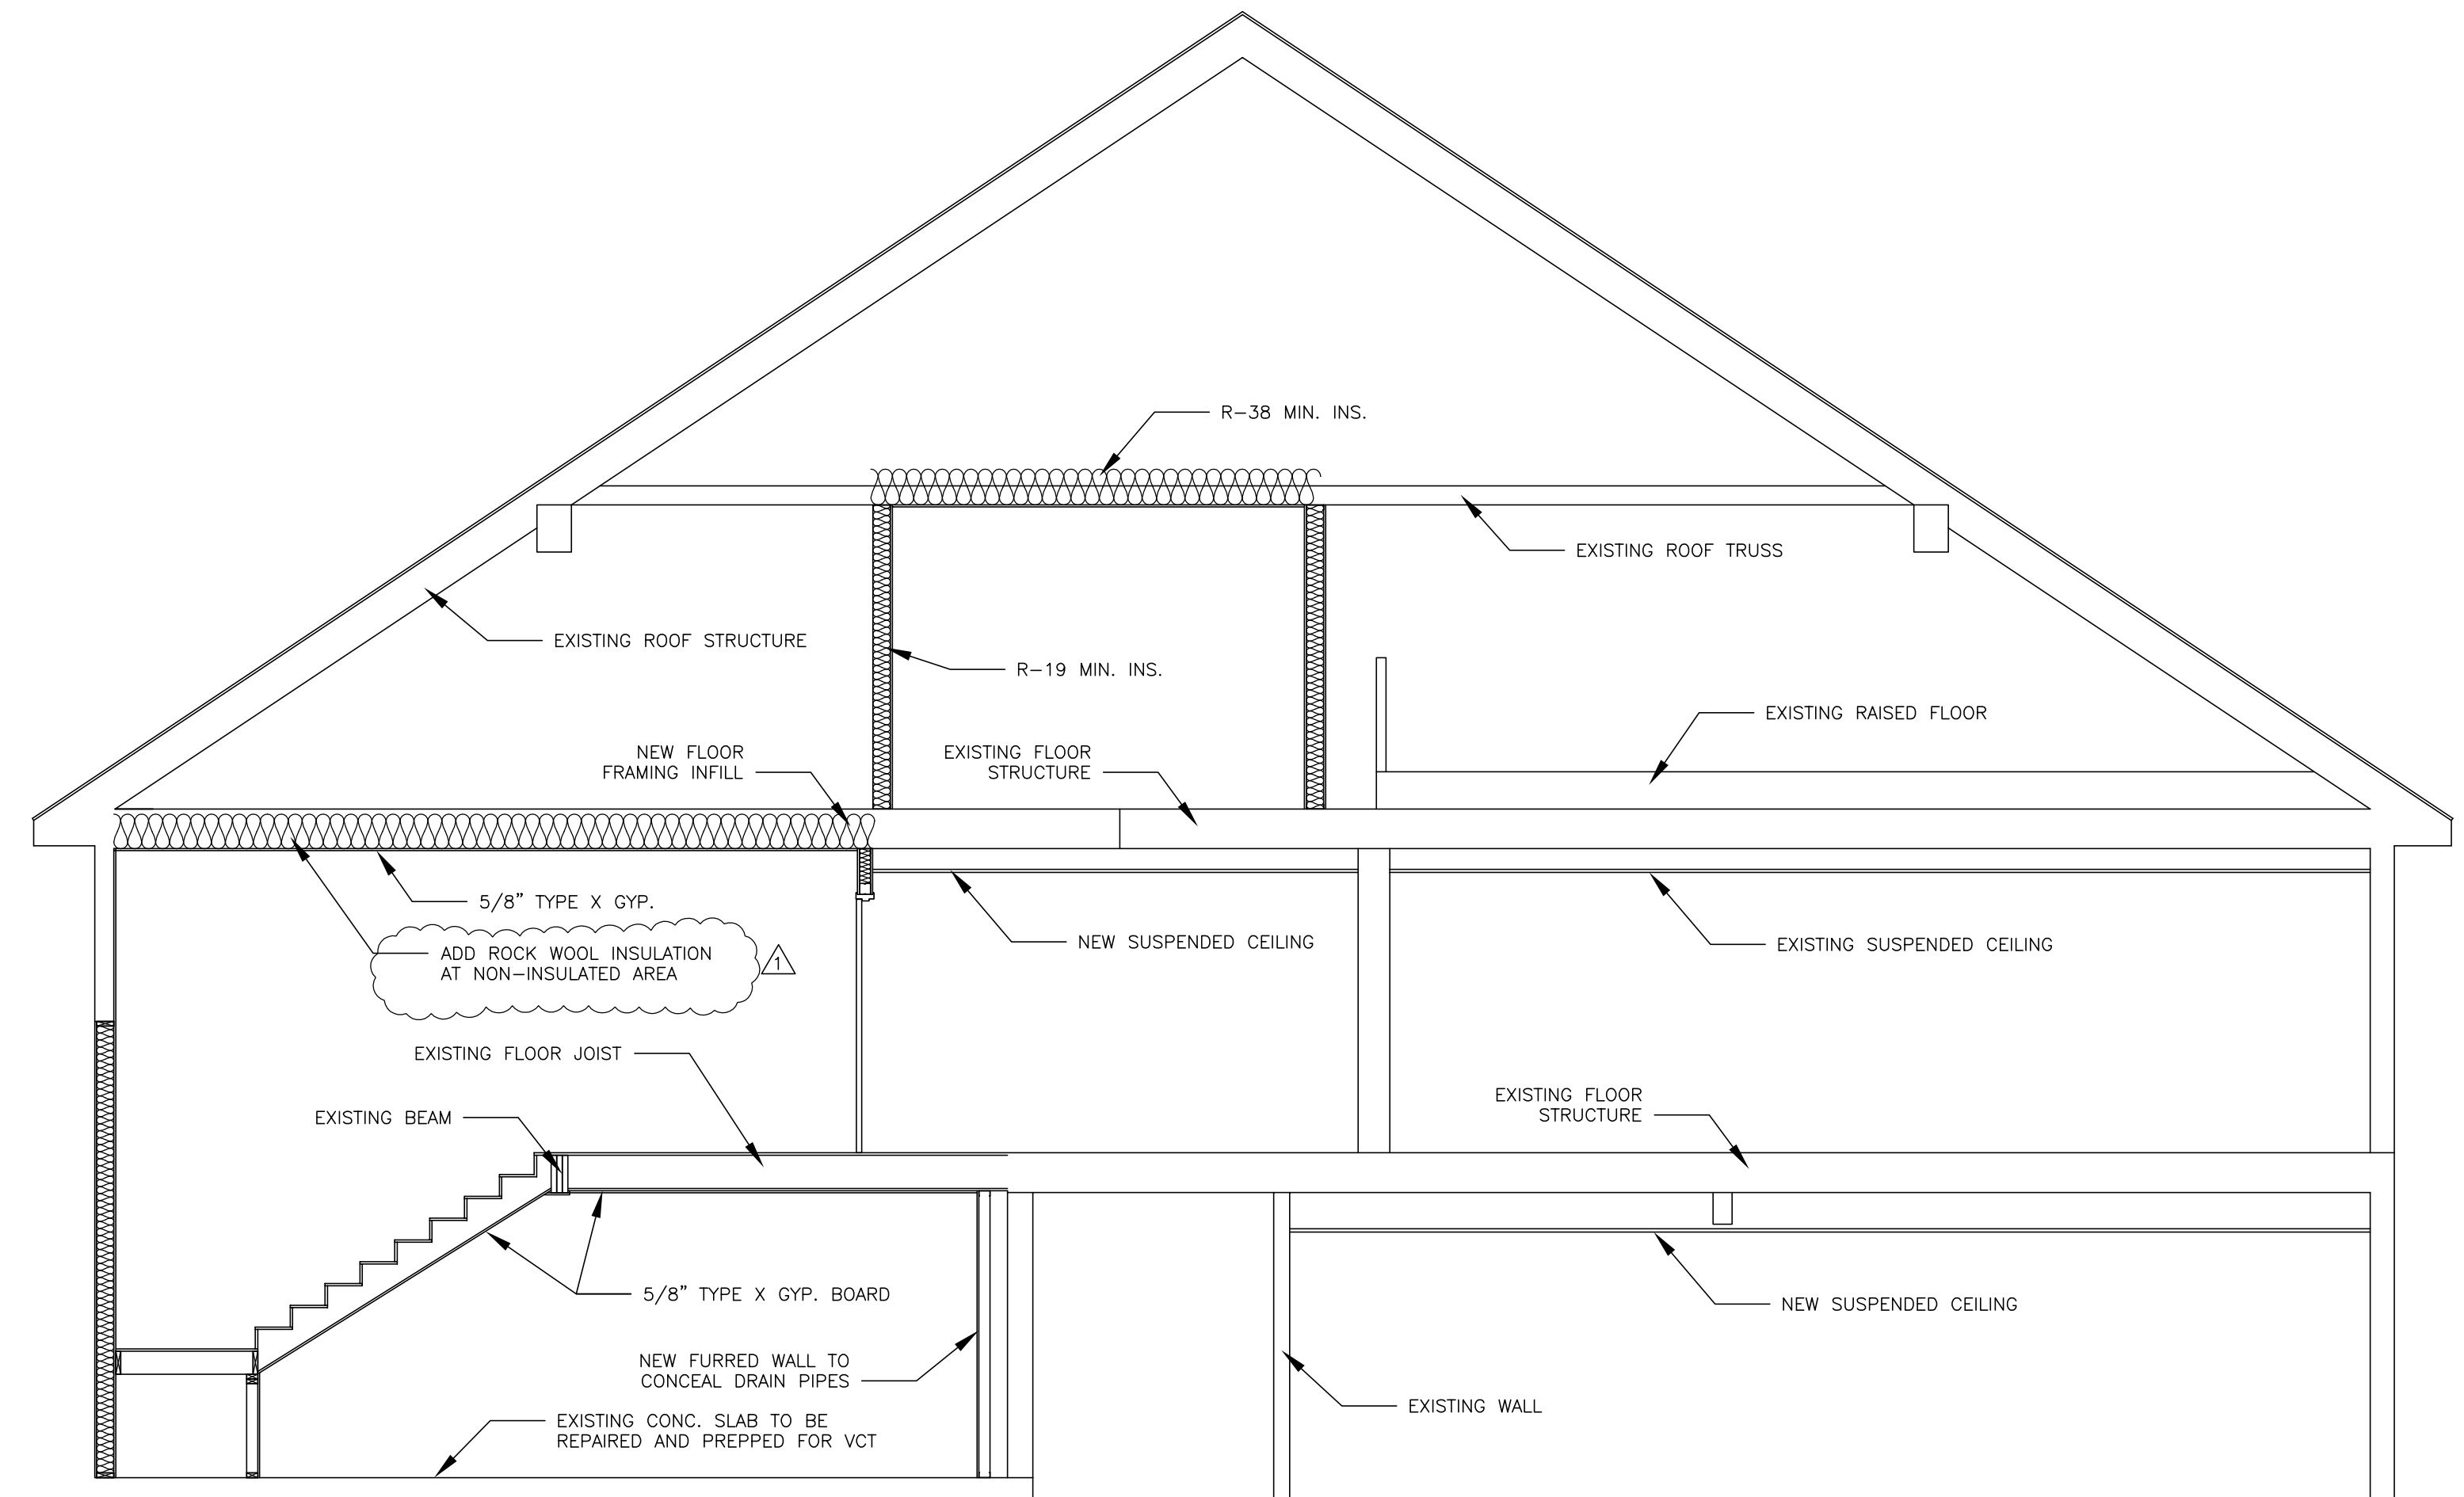 R-38 MIN. INS.
EXISTING ROOF TRUSS
EXISTING ROOF STRUCTURE
R-19 MIN. INS.
EXISTING RAISED FLOOR
NEW FLOOR
FRAMING INFILL
EXISTING FLOOR
STRUCTURE
5/8" TYPE X GYP.
ADD ROCK WOOL INSULATION
AT NON-INSULATED AREA
1
NEW SUSPENDED CEILING
EXISTING SUSPENDED CEILING
EXISTING FLOOR JOIST
EXISTING BEAM
EXISTING FLOOR
STRUCTURE
5/8" TYPE X GYP. BOARD
NEW SUSPENDED CEILING
NEW FURRED WALL TO
CONCEAL DRAIN PIPES
EXISTING WALL
EXISTING CONC. SLAB TO BE
REPAIRED AND PREPPED FOR VCT